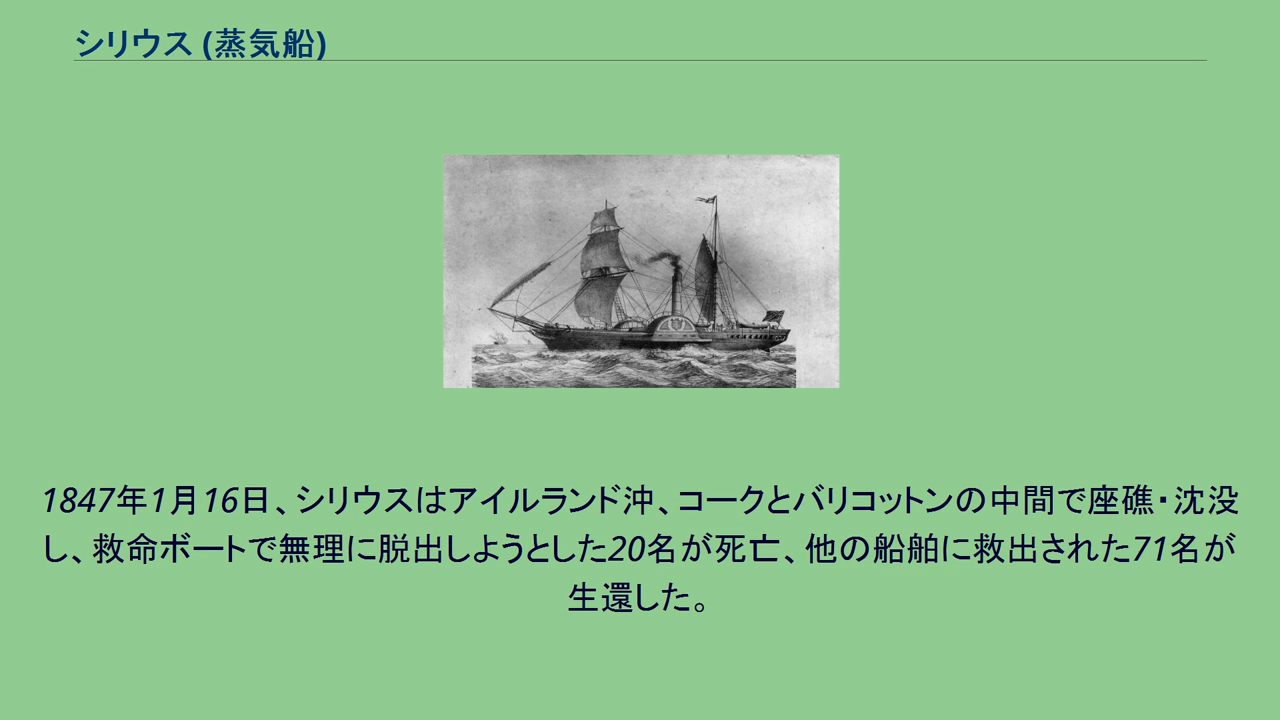 シリウス (蒸気船)
1847年1月16日、シリウスはアイルランド沖、コークとバリコットンの中間で座礁・沈没
し、救命ボートで無理に脱出しようとした20名が死亡、他の船舶に救出された71名が
生還した。